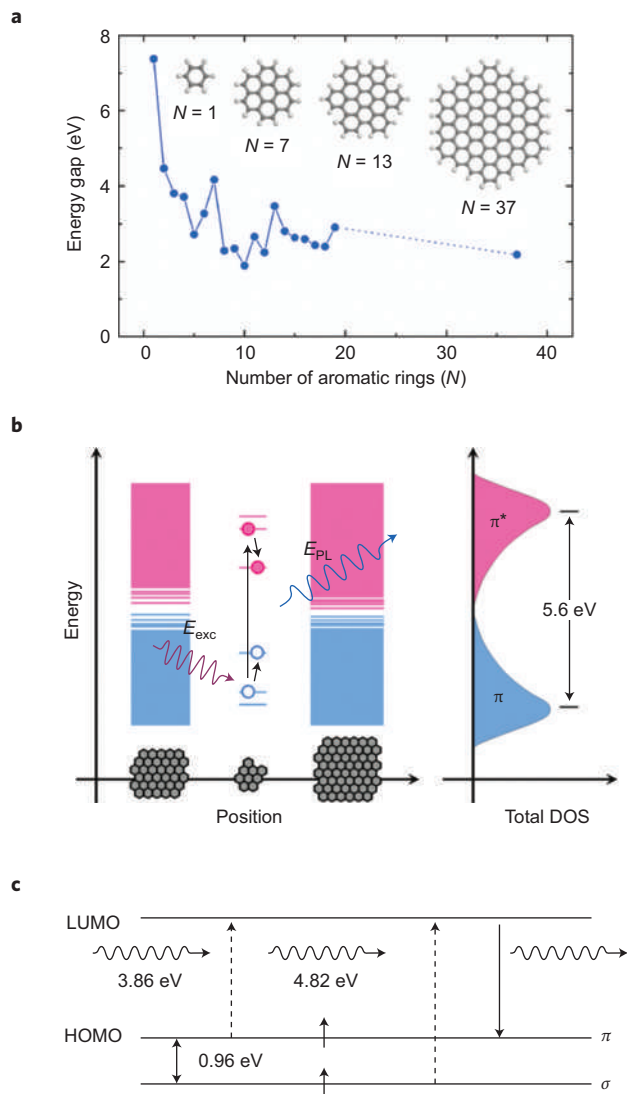 a
8
6
4
2
0
Energy gap (eV)
N = 1
N = 7
N = 13
N = 37
0
10
20
30
40
Number of aromatic rings (N)
b
Energy
E_exc
E_PL
π*
5.6 eV
π
Position
Total DOS
c
LUMO
3.86 eV
4.82 eV
HOMO
π
0.96 eV
σ